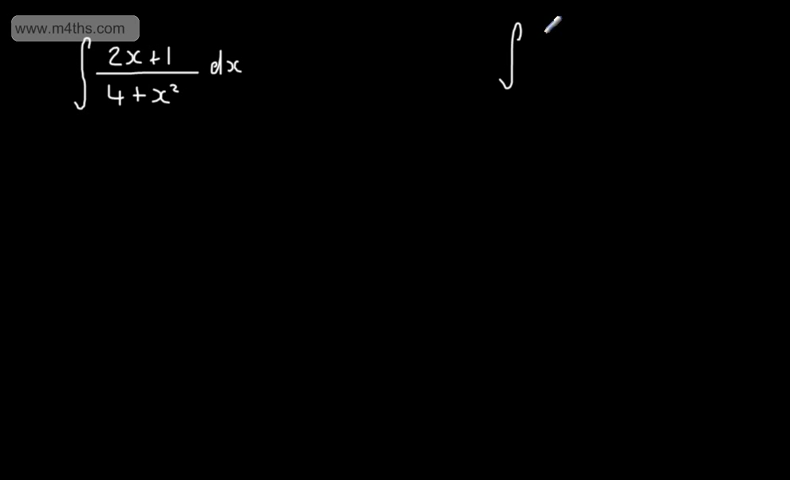 www.m4ths.com
∫ (2x+1)/(4+x²) dx
∫